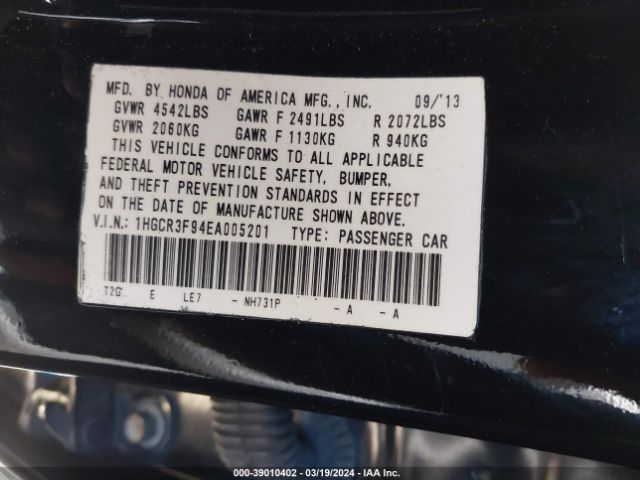 MFD. BY HONDA OF AMERICA MFG., INC. 09/'13
GVWR 4542LBS GAWR F 2491LBS R 2072LBS
GVWR 2060KG GAWR F 1130KG R 940KG
THIS VEHICLE CONFORMS TO ALL APPLICABLE
FEDERAL MOTOR VEHICLE SAFETY, BUMPER,
AND THEFT PREVENTION STANDARDS IN EFFECT
ON THE DATE OF MANUFACTURE SHOWN ABOVE.
V.I.N.: 1HGCR3F94EA005201 TYPE: PASSENGER CAR
T2G E LE7 - NH731P - A - A
000-39010402 - 03/19/2024 - IAA Inc.